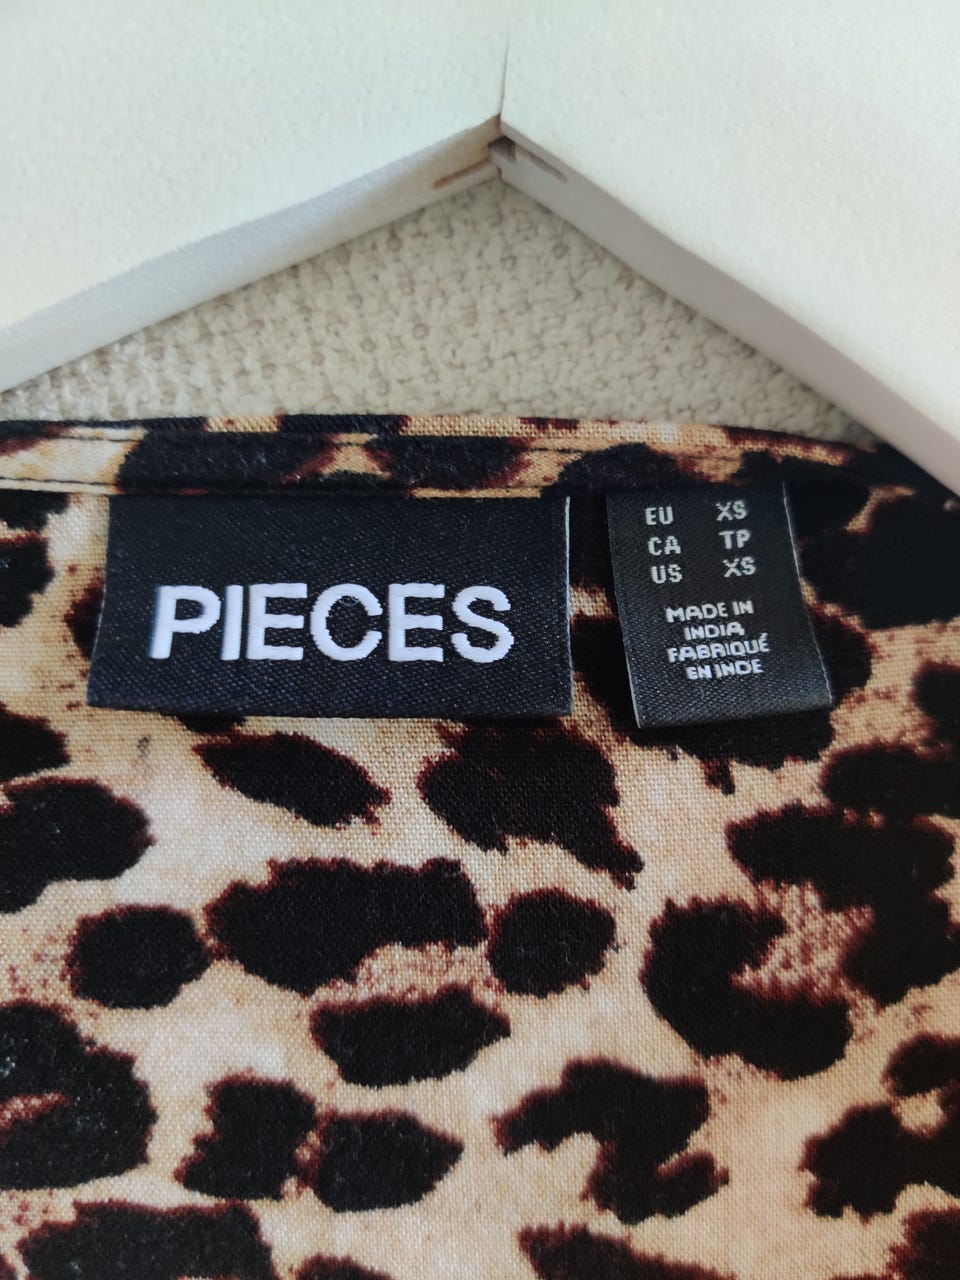 PIECES
EU XS
CA TP
US XS
MADE IN
INDIA
FABRIQUÉ
EN INDE